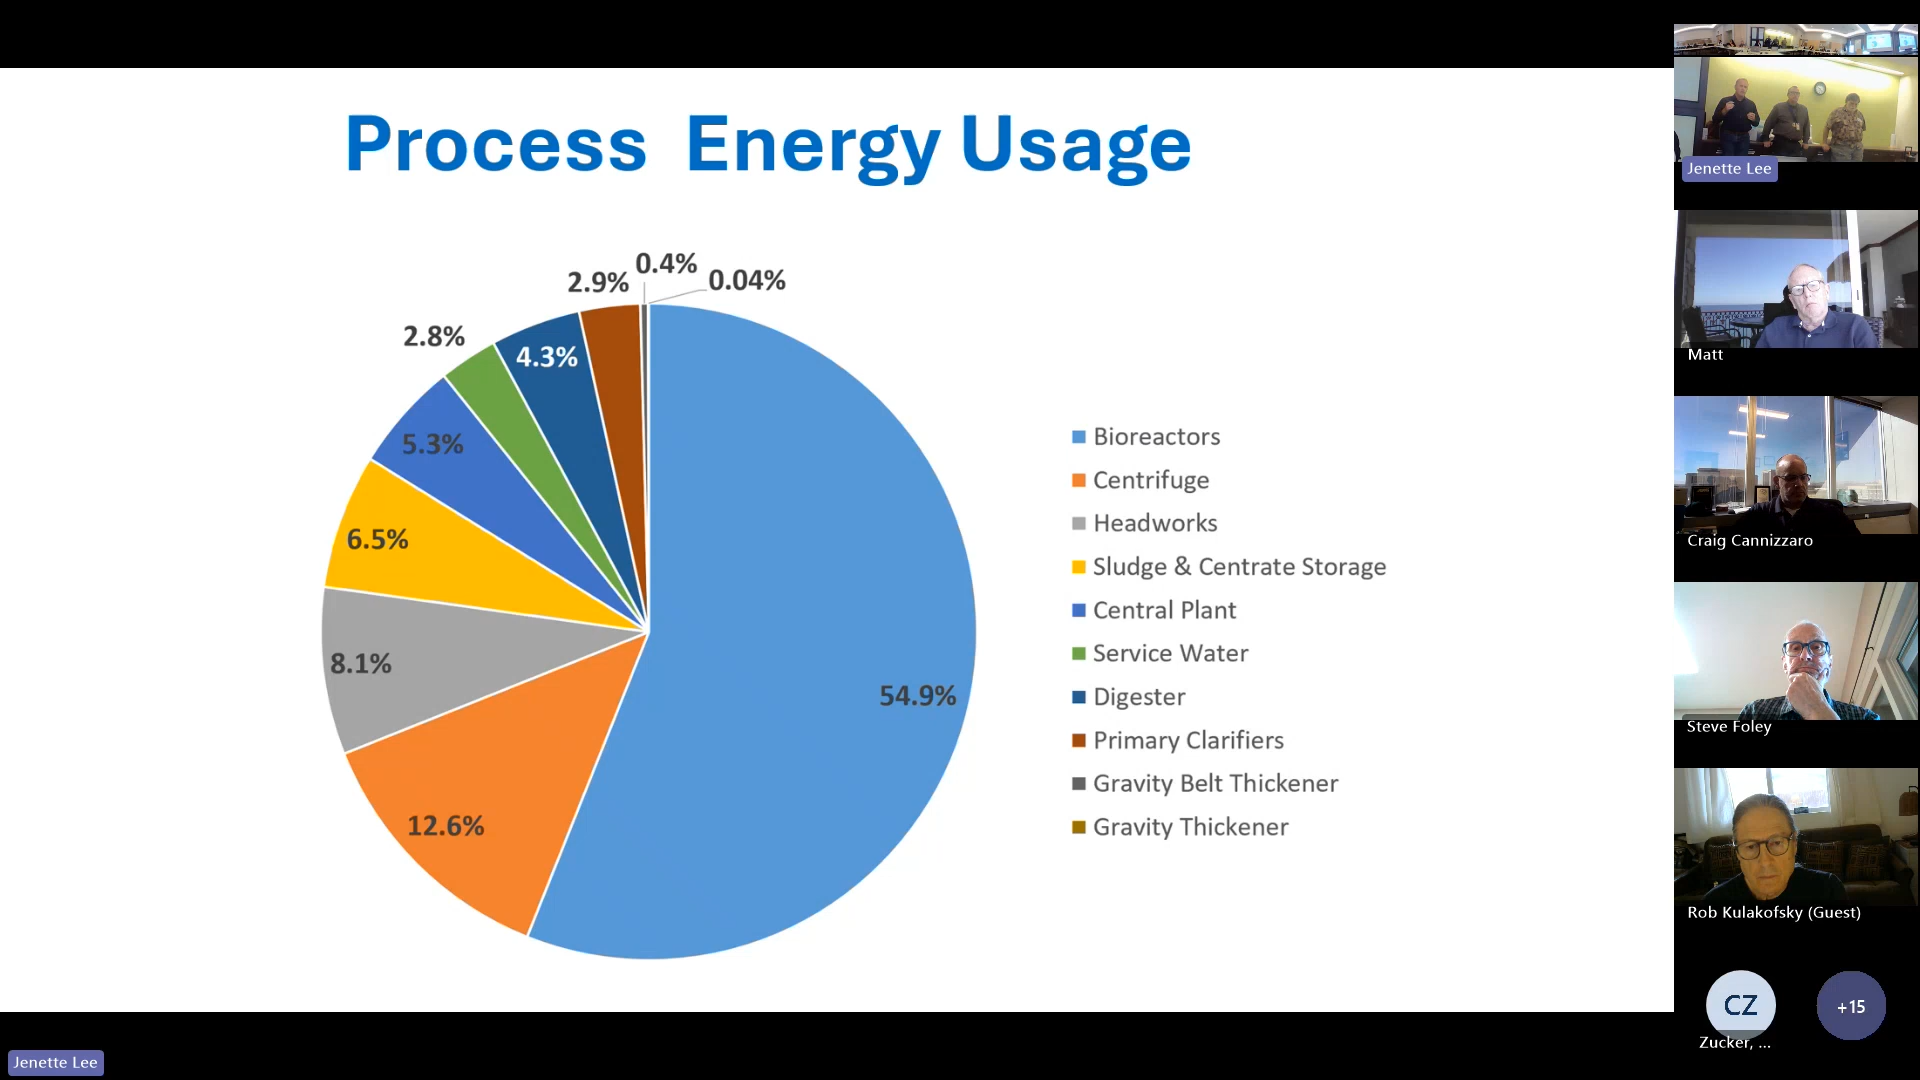 Process Energy Usage
0.4%
2.9%
0.04%
2.8%
4.3%
5.3%
6.5%
8.1%
54.9%
12.6%
Bioreactors
Centrifuge
Headworks
Sludge & Centrate Storage
Central Plant
Service Water
Digester
Primary Clarifiers
Gravity Belt Thickener
Gravity Thickener
Jenette Lee
Matt
Craig Cannizzaro
Steve Foley
Rob Kulakofsky (Guest)
CZ
+15
Zucker, ...
Jenette Lee